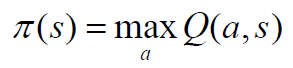 π(s) = max Q(a, s)
a